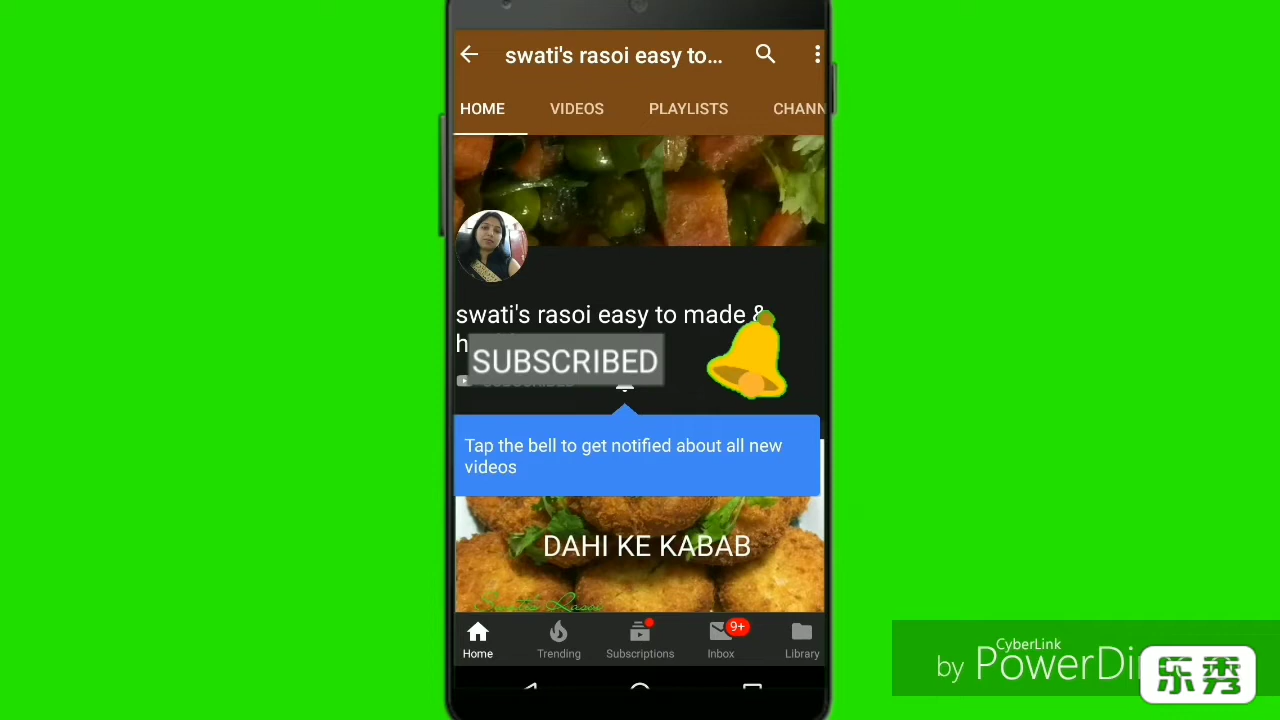 swati's rasoi easy to...
HOME VIDEOS PLAYLISTS CHANN
swati's rasoi easy to made &
h
SUBSCRIBED
Tap the bell to get notified about all new
videos
DAHI KE KABAB
Home Trending Subscriptions Inbox Library
9+
CyberLink
by PowerDi
乐秀